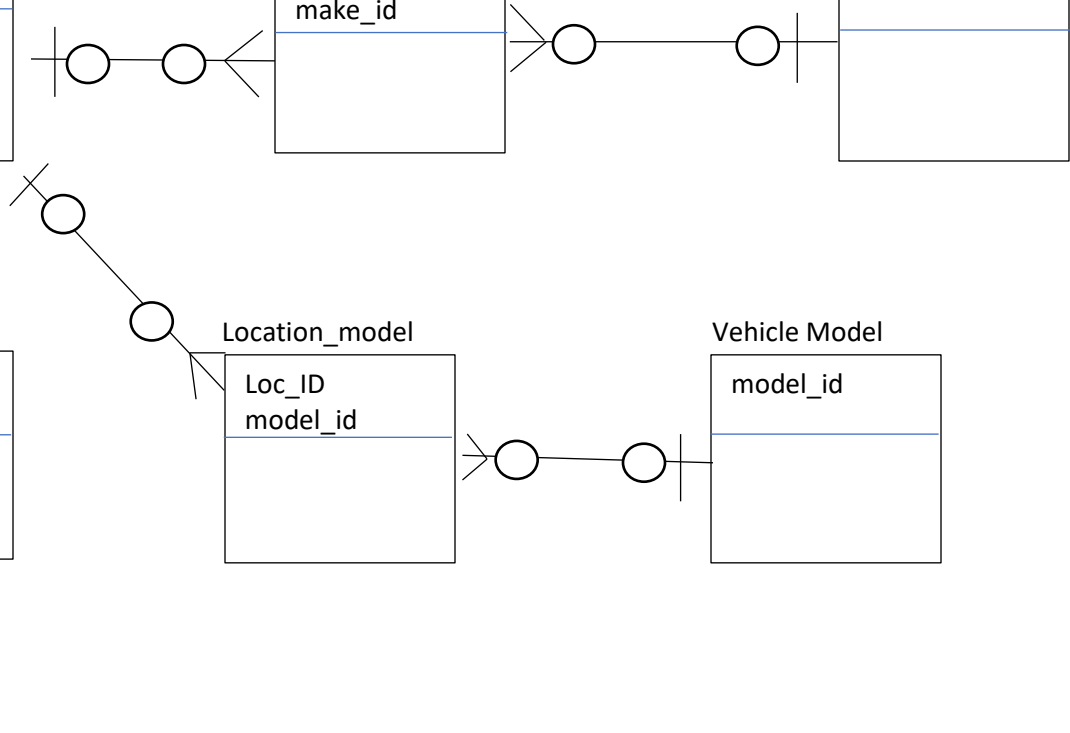 make_id
Location_model
Vehicle Model
Loc_ID
model_id
model_id